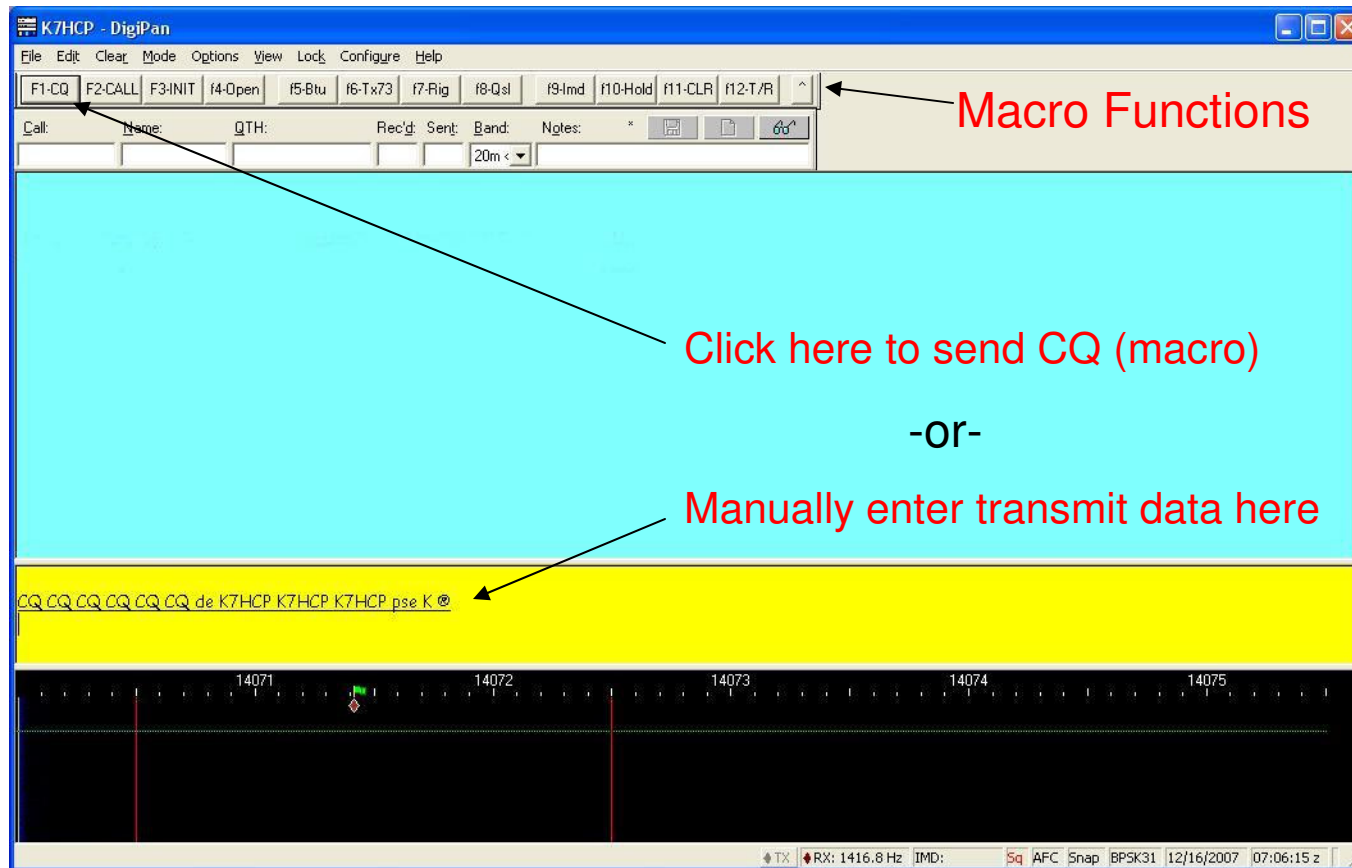 K7HCP - DigiPan
File Edit Clear Mode Options View Lock Configure Help
F1-CQ F2-CALL F3-INIT f4-Open f5-Btu f6-Tx73 f7-Rig f8-Qsl f9-Imd f10-Hold f11-CLR f12-T/R ^
Macro Functions
Call: Name: QTH: Rec'd: Sent: Band: Notes: *
20m <
Click here to send CQ (macro)
-or-
Manually enter transmit data here
CQ CQ CQ CQ CQ CQ de K7HCP K7HCP K7HCP pse K ®
14071 14072 14073 14074 14075
TX RX: 1416.8 Hz IMD: Sq AFC Snap BPSK31 12/16/2007 07:06:15 z